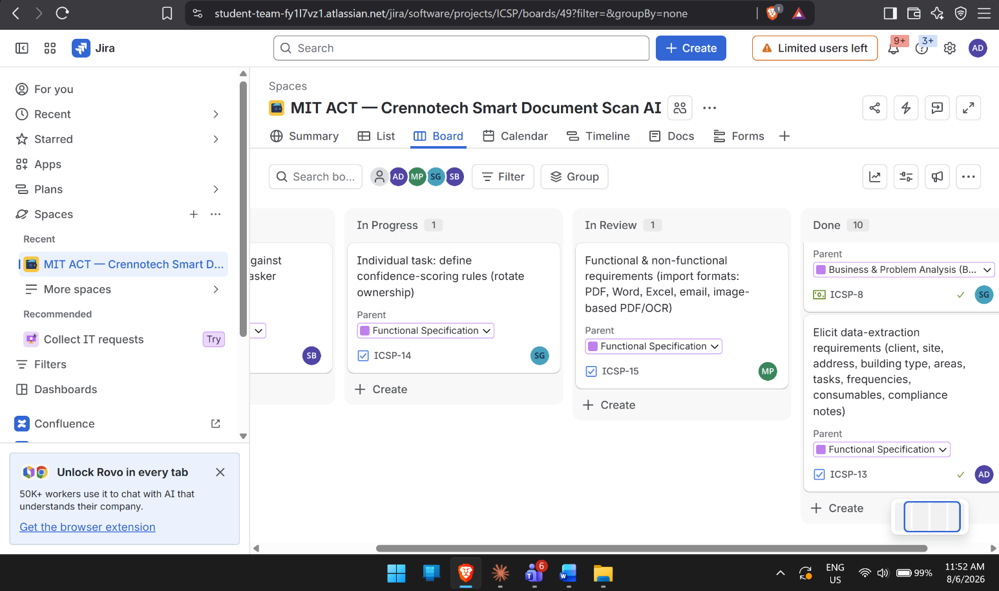 student-team-fy1l7vz1.atlassian.net/jira/software/projects/ICSP/boards/49?filter=&groupBy=none
1
Jira
Search
Create
Limited users left
9+
3+
AD
For you
Recent
Starred
Apps
Plans
Spaces
Recent
MIT ACT — Crennotech Smart D...
More spaces
Recommended
Collect IT requests
Try
Filters
Dashboards
Confluence
Unlock Rovo in every tab
50K+ workers use it to chat with AI that
understands their company.
Get the browser extension
Spaces
MIT ACT — Crennotech Smart Document Scan AI
Summary
List
Board
Calendar
Timeline
Docs
Forms
Search bo...
AD
MP
SG
SB
Filter
Group
gainst
asker
SB
In Progress 1
Individual task: define
confidence-scoring rules (rotate
ownership)
Parent
Functional Specification
ICSP-14
SG
Create
In Review 1
Functional & non-functional
requirements (import formats:
PDF, Word, Excel, email, image-
based PDF/OCR)
Parent
Functional Specification
ICSP-15
MP
Create
Done 10
Parent
Business & Problem Analysis (B...
ICSP-8
SG
Elicit data-extraction
requirements (client, site,
address, building type, areas,
tasks, frequencies,
consumables, compliance
notes)
Parent
Functional Specification
ICSP-13
AD
Create
6
ENG
US
99%
11:52 AM
8/6/2026